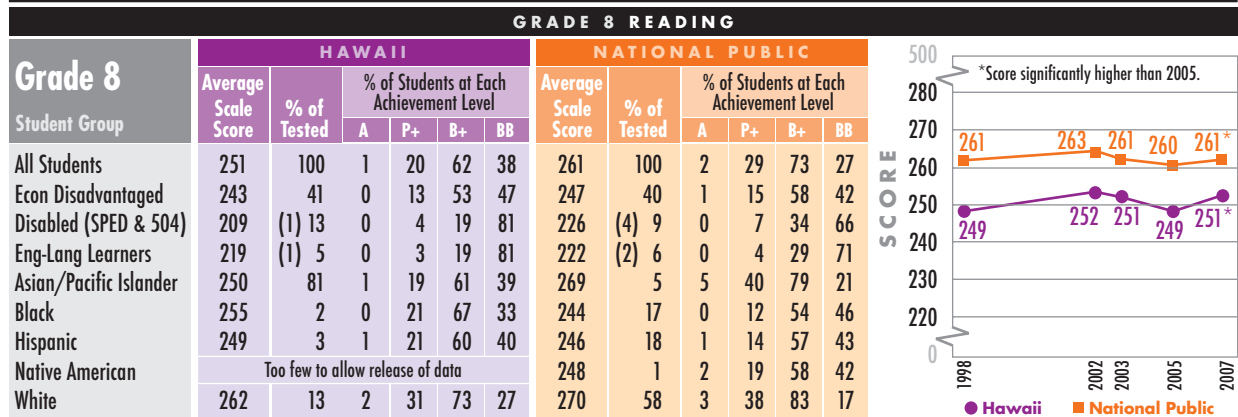 GRADE 8 READING
Grade 8
Student Group
HAWAII
Average Scale Score
% of Tested
% of Students at Each Achievement Level
A P+ B+ BB
NATIONAL PUBLIC
Average Scale Score
% of Tested
% of Students at Each Achievement Level
A P+ B+ BB
All Students 251 100 1 20 62 38 261 100 2 29 73 27
Econ Disadvantaged 243 41 0 13 53 47 247 40 1 15 58 42
Disabled (SPED & 504) 209 (1) 13 0 4 19 81 226 (4) 9 0 7 34 66
Eng-Lang Learners 219 (1) 5 0 3 19 81 222 (2) 6 0 4 29 71
Asian/Pacific Islander 250 81 1 19 61 39 269 5 5 40 79 21
Black 255 2 0 21 67 33 244 17 0 12 54 46
Hispanic 249 3 1 21 60 40 246 18 1 14 57 43
Native American Too few to allow release of data 248 1 2 19 58 42
White 262 13 2 31 73 27 270 58 3 38 83 17
SCORE
500
*Score significantly higher than 2005.
280
270
261 263 261 260 261*
260
250
249 252 251 249 251*
240
230
220
0
1998 2002 2003 2005 2007
Hawaii National Public